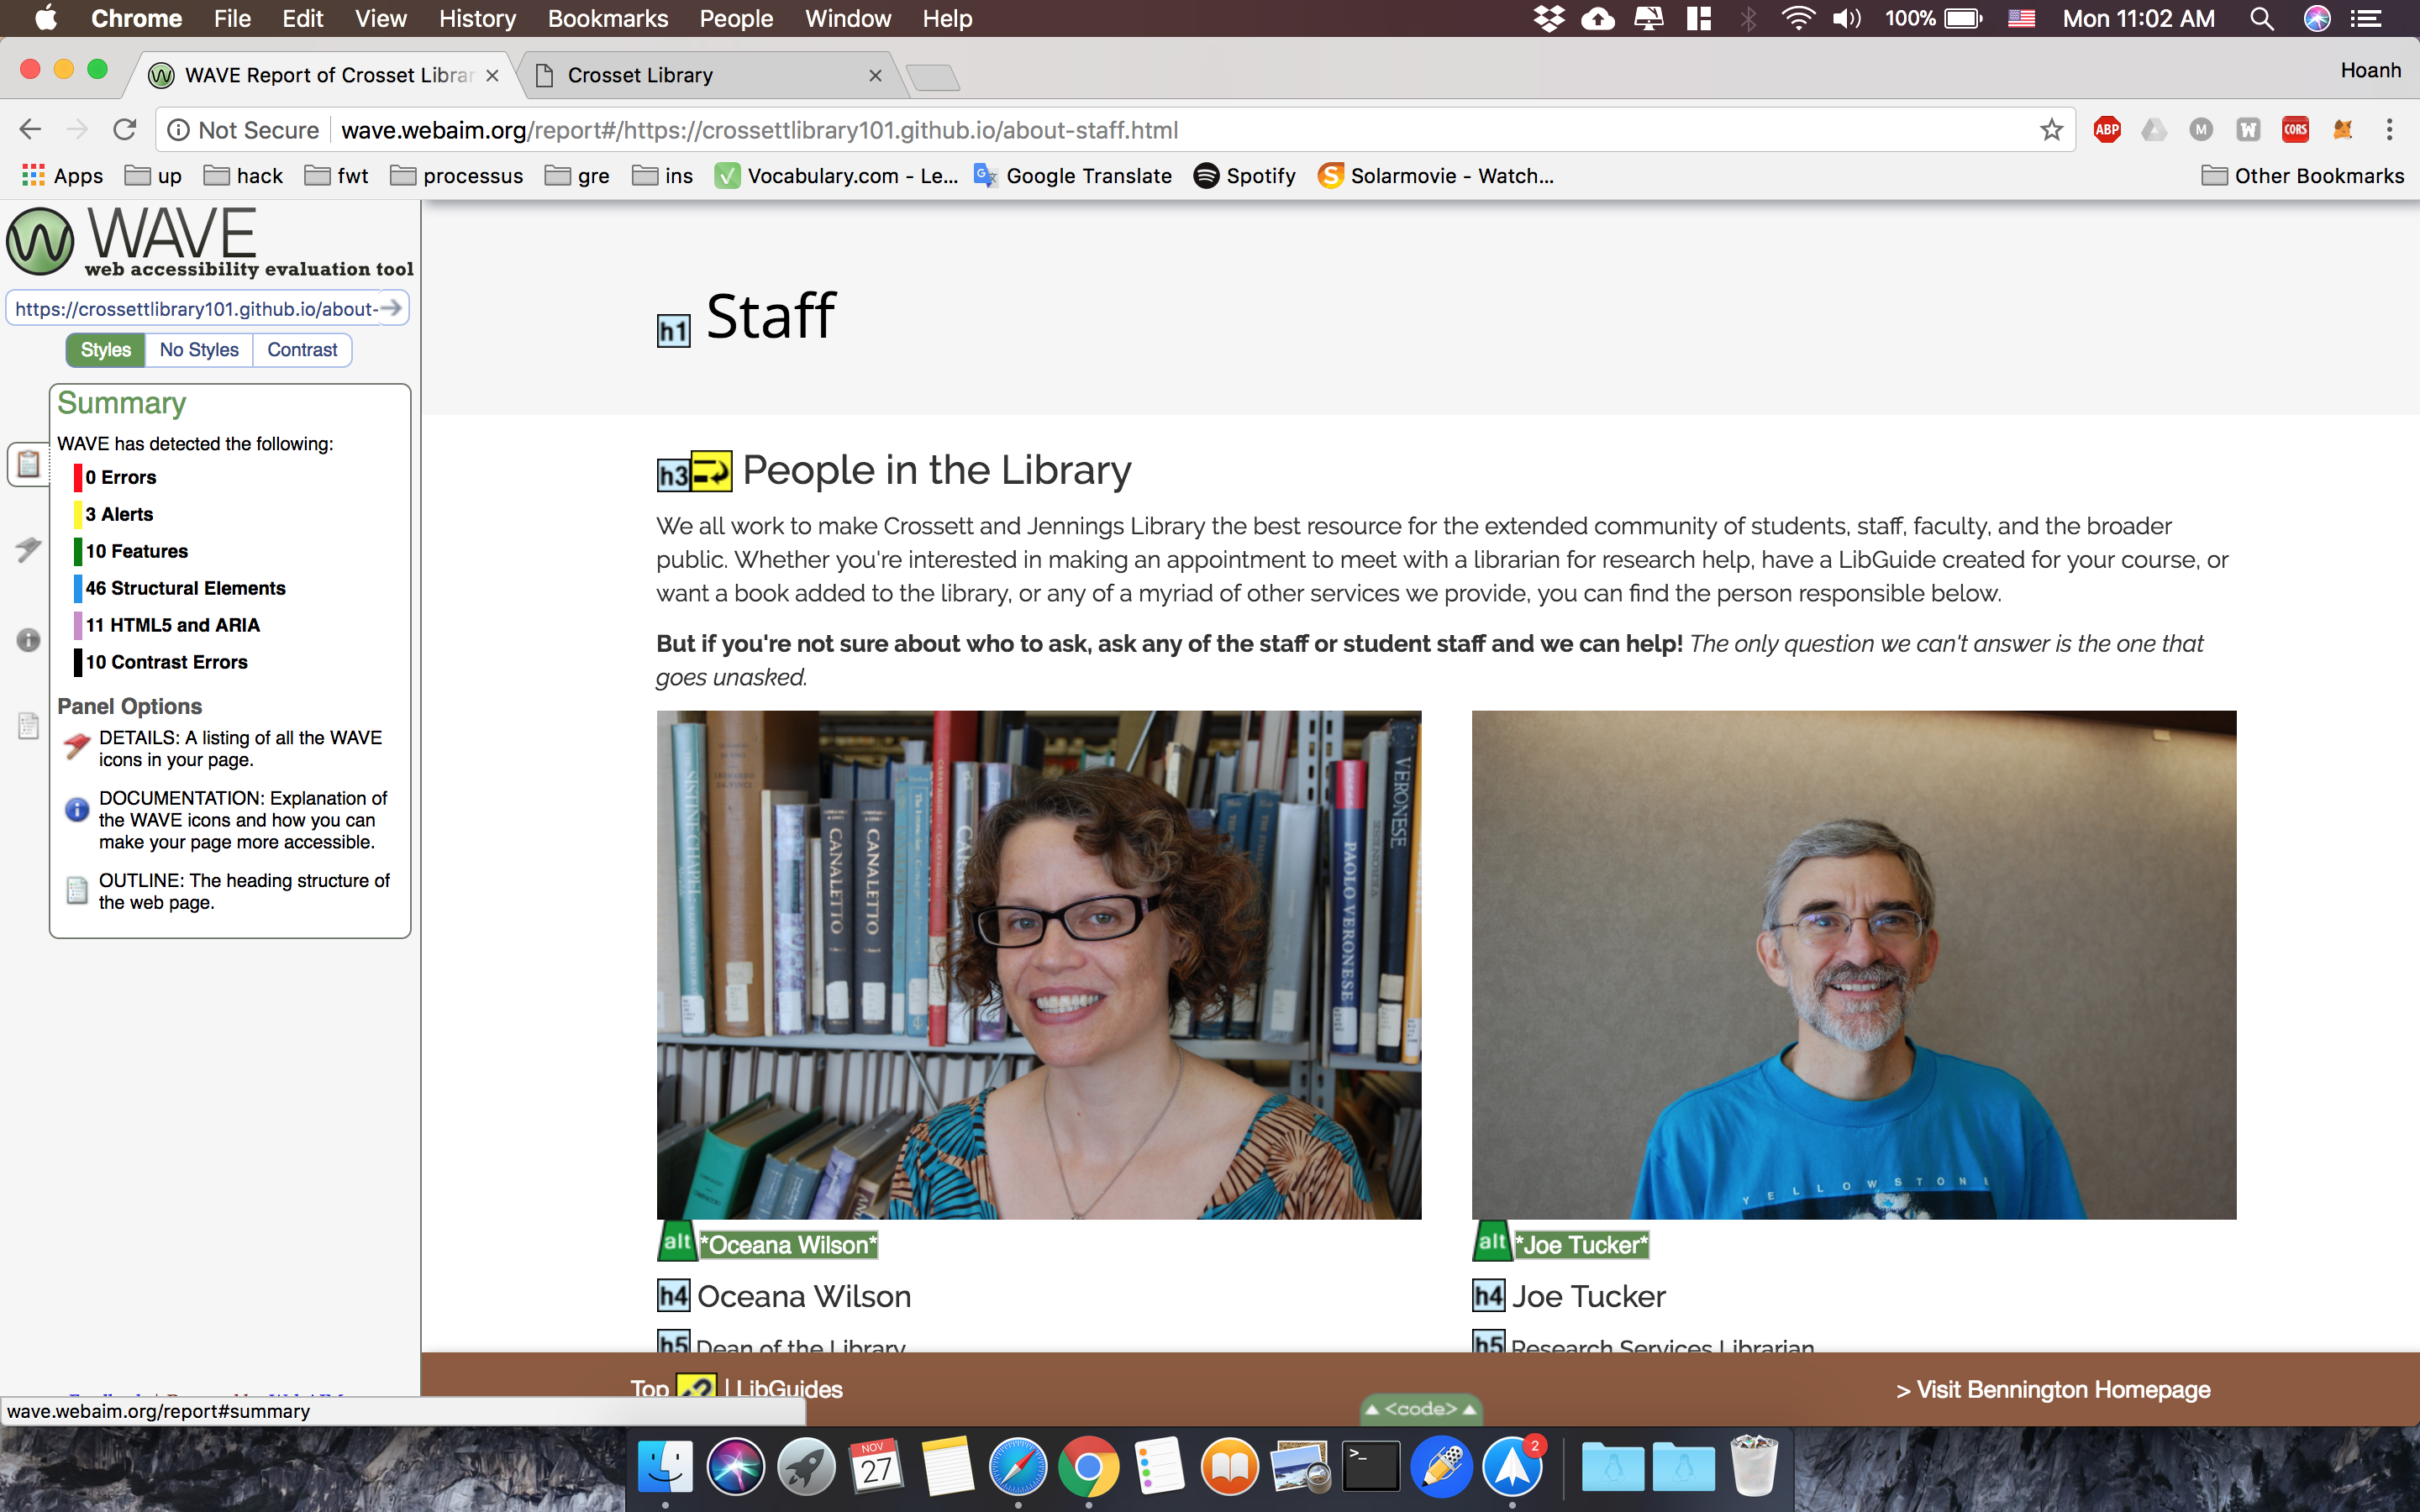 Chrome File Edit View History Bookmarks People Window Help 100% Mon 11:02 AM
WAVE Report of Crosset Librar Crosset Library Hoanh
Not Secure wave.webaim.org/report#/https://crossettlibrary101.github.io/about-staff.html ABP M W CORS
Apps up hack fwt processus gre ins Vocabulary.com - Le... Google Translate Spotify Solarmovie - Watch... Other Bookmarks
WAVE
web accessibility evaluation tool
https://crossettlibrary101.github.io/about-
Styles No Styles Contrast
Summary
WAVE has detected the following:
0 Errors
3 Alerts
10 Features
46 Structural Elements
11 HTML5 and ARIA
10 Contrast Errors
Panel Options
DETAILS: A listing of all the WAVE
icons in your page.
DOCUMENTATION: Explanation of
the WAVE icons and how you can
make your page more accessible.
OUTLINE: The heading structure of
the web page.
wave.webaim.org/report#summary
h1 Staff
h3 People in the Library
We all work to make Crossett and Jennings Library the best resource for the extended community of students, staff, faculty, and the broader
public. Whether you're interested in making an appointment to meet with a librarian for research help, have a LibGuide created for your course, or
want a book added to the library, or any of a myriad of other services we provide, you can find the person responsible below.
But if you're not sure about who to ask, ask any of the staff or student staff and we can help! The only question we can't answer is the one that
goes unasked.
SISTINE CHAPEL
CANALETTO
CANALETTO
PAOLO VERONESE
VERONESE
YELLOWSTONE
alt *Oceana Wilson*
h4 Oceana Wilson
h5 Dean of the Library
alt *Joe Tucker*
h4 Joe Tucker
h5 Research Services Librarian
Top | LibGuides
<code>
> Visit Bennington Homepage
NOV
27
2